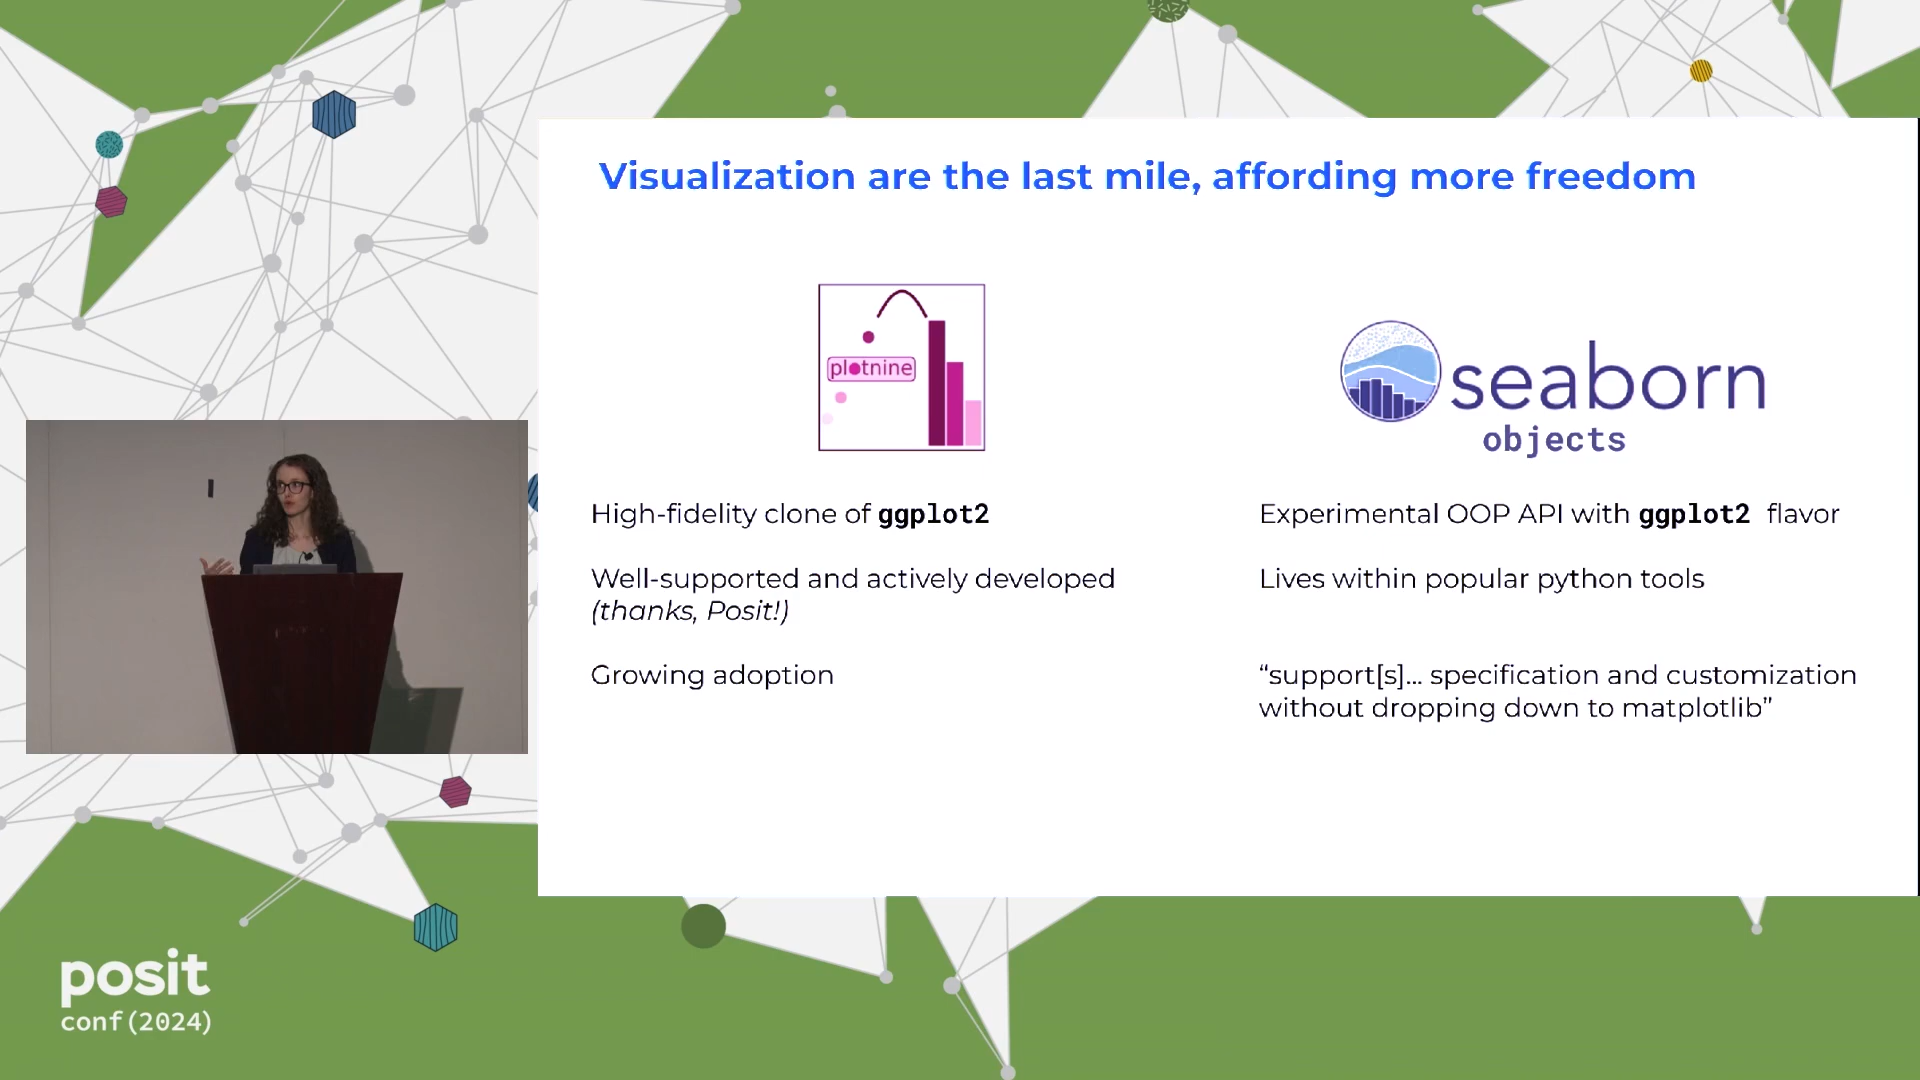 Visualization are the last mile, affording more freedom
plotnine
seaborn
objects
High-fidelity clone of ggplot2
Well-supported and actively developed
(thanks, Posit!)
Growing adoption
Experimental OOP API with ggplot2 flavor
Lives within popular python tools
“support[s]... specification and customization
without dropping down to matplotlib”
posit
conf(2024)